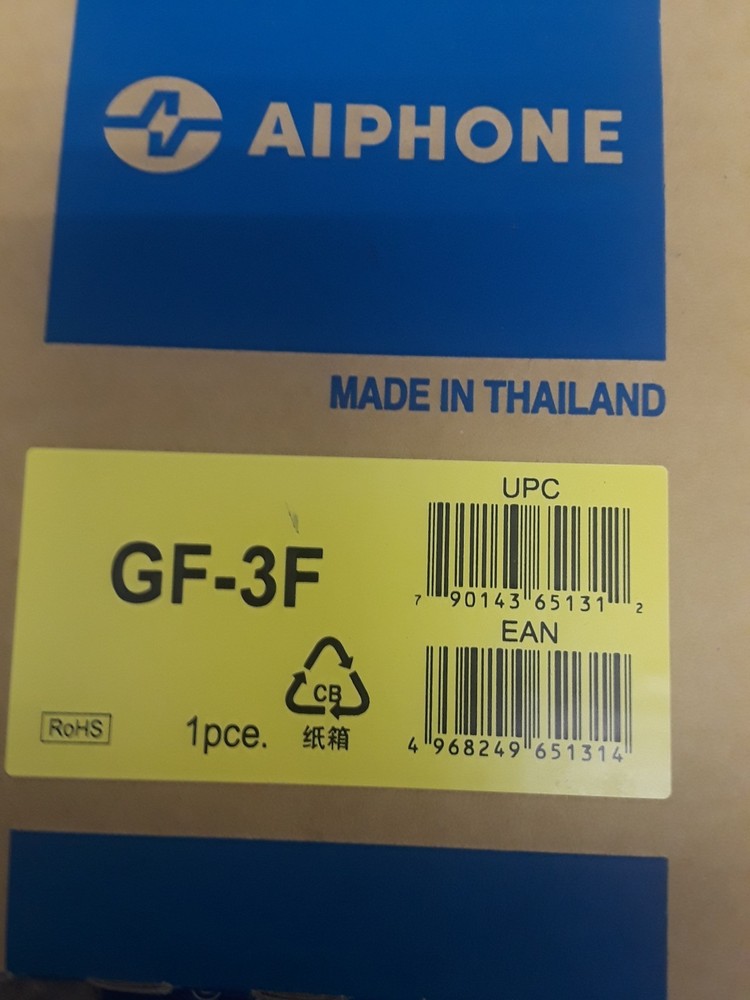 AIPHONE
MADE IN THAILAND
UPC
7 90143 65131 2
GF-3F
EAN
4 968249 651314
CB
RoHS
1pce.
纸箱